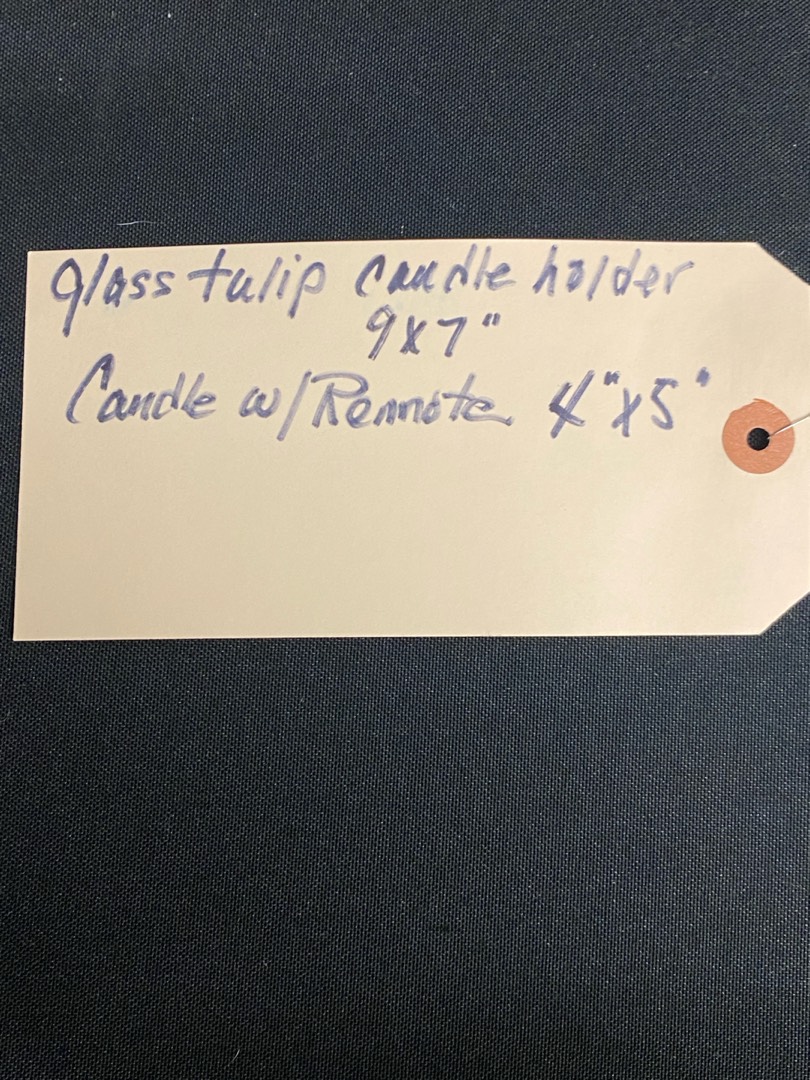 Glass tulip Candle holder
9x7"
Candle w/ Remote 4"x5"